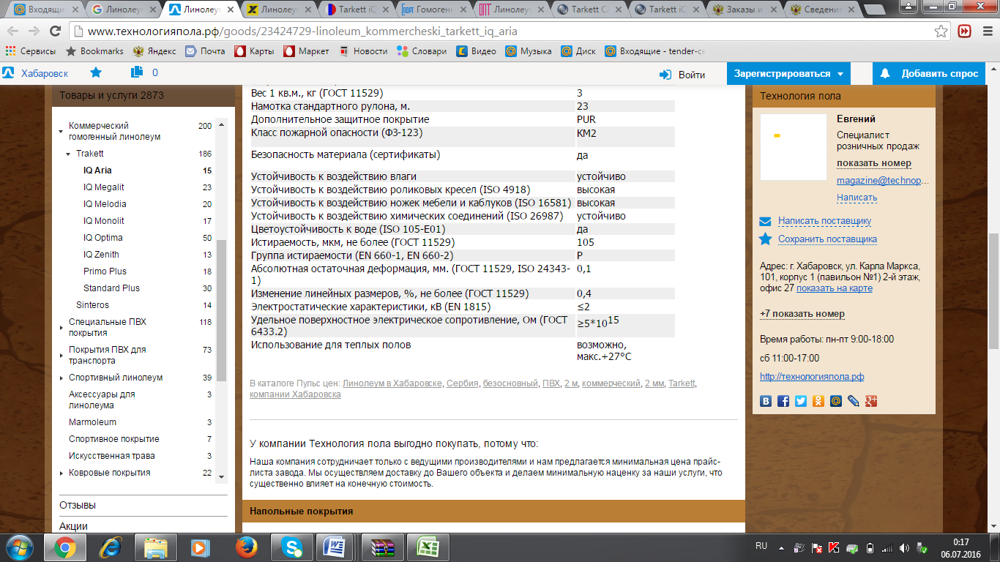 Входящи
Линолеу
Линолеу
Линолеу
Tarkett iC
Гомоген
Линолеу
Tarkett CA
Tarkett iC
Заказы и
Сведени
www.технологияпола.рф/goods/23424729-linoleum_kommercheski_tarkett_iq_aria
Сервисы Bookmarks Яндекс Почта Карты Маркет Новости Словари Видео Музыка Диск Входящие - tender-ce
Хабаровск 0 Войти Зарегистрироваться Добавить спрос
Товары и услуги 2873
Коммерческий 200
гомогенный линолеум
Trakett 186
IQ Aria 15
IQ Megalit 23
IQ Melodia 20
IQ Monolit 17
IQ Optima 50
IQ Zenith 13
Primo Plus 18
Standard Plus 30
Sinteros 14
Специальные ПВХ 118
покрытия
Покрытия ПВХ для 73
транспорта
Спортивный линолеум 39
Аксессуары для 3
линолеума
Marmoleum 3
Спортивное покрытие 7
Искусственная трава 3
Ковровые покрытия 22
Отзывы
Акции
Вес 1 кв.м., кг (ГОСТ 11529) 3
Намотка стандартного рулона, м. 23
Дополнительное защитное покрытие PUR
Класс пожарной опасности (ФЗ-123) КМ2
Безопасность материала (сертификаты) да
Устойчивость к воздействию влаги устойчиво
Устойчивость к воздействию роликовых кресел (ISO 4918) высокая
Устойчивость к воздействию ножек мебели и каблуков (ISO 16581) высокая
Устойчивость к воздействию химических соединений (ISO 26987) устойчиво
Цветоустойчивость к воде (ISO 105-E01) да
Истираемость, мкм, не более (ГОСТ 11529) 105
Группа истираемости (EN 660-1, EN 660-2) P
Абсолютная остаточная деформация, мм. (ГОСТ 11529, ISO 24343- 0,1
1)
Изменение линейных размеров, %, не более (ГОСТ 11529) 0,4
Электростатические характеристики, кВ (EN 1815) ≤2
Удельное поверхностное электрическое сопротивление, Ом (ГОСТ ≥5*10^15
6433.2)
Использование для теплых полов возможно,
макс.+27°C
В каталоге Пульс цен: Линолеум в Хабаровске, Сербия, безосновный, ПВХ, 2 м, коммерческий, 2 мм, Tarkett,
компании Хабаровска
У компании Технология пола выгодно покупать, потому что:
Наша компания сотрудничает только с ведущими производителями и нам предлагается минимальная цена прайс-
листа завода. Мы осуществляем доставку до Вашего объекта и делаем минимальную наценку за наши услуги, что
существенно влияет на конечную стоимость.
Напольные покрытия
Технология пола
Евгений
Специалист
розничных продаж
показать номер
magazine@technop...
Написать
Написать поставщику
Сохранить поставщика
Адрес: г. Хабаровск, ул. Карла Маркса,
101, корпус 1 (павильон №1) 2-й этаж,
офис 27 показать на карте
+7 показать номер
Время работы: пн-пт 9:00-18:00
сб 11:00-17:00
http://технологияпола.рф
RU
0:17
06.07.2016